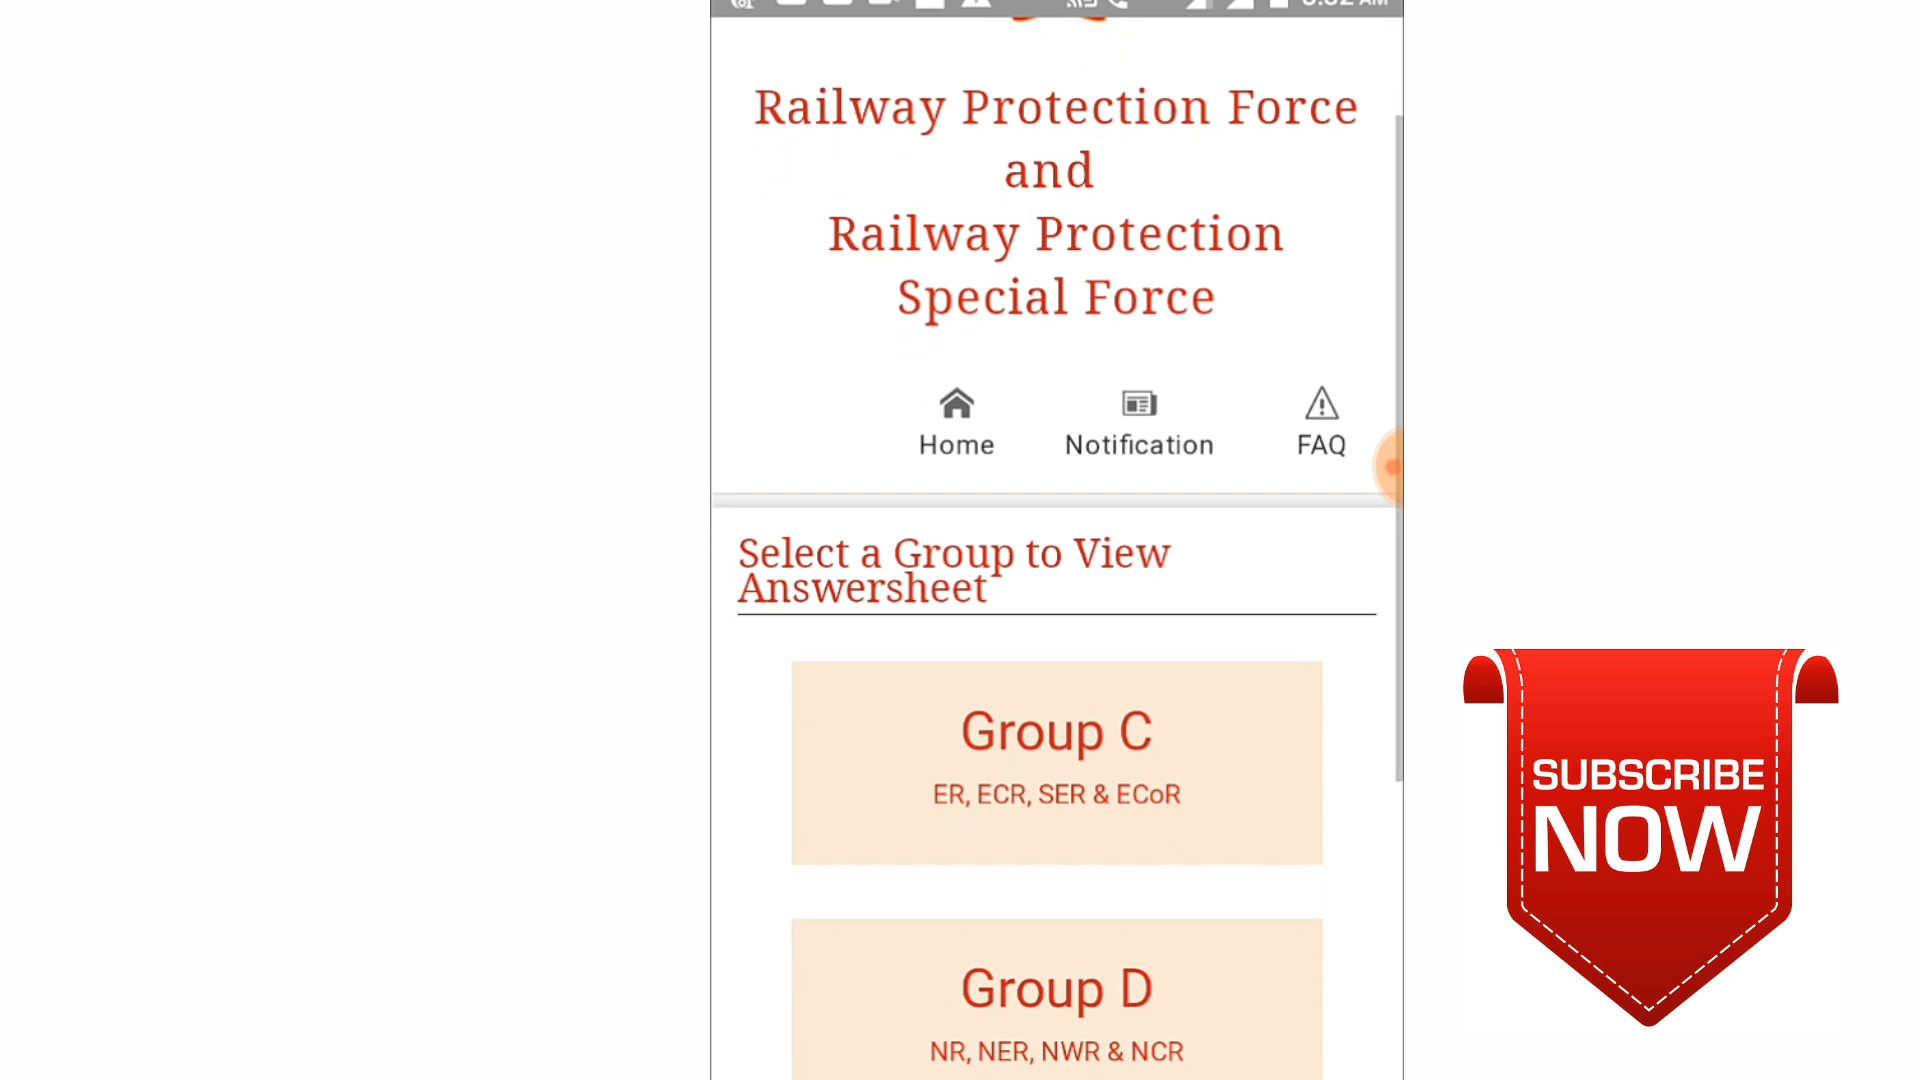 Railway Protection Force
and
Railway Protection
Special Force
Home Notification FAQ
Select a Group to View
Answersheet
Group C
ER, ECR, SER & ECoR
Group D
NR, NER, NWR & NCR
SUBSCRIBE
NOW